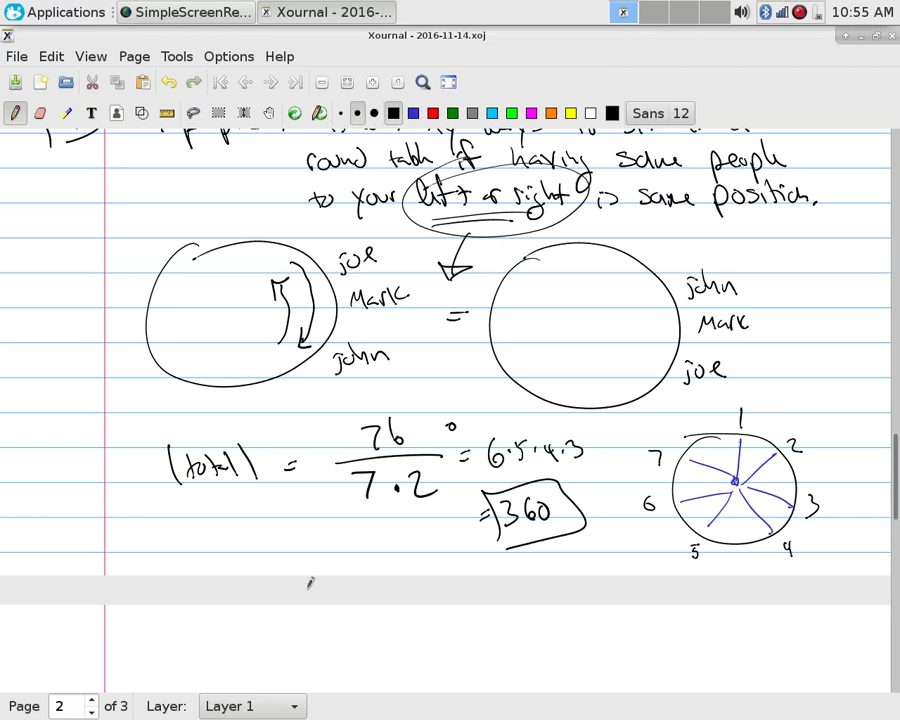 Applications SimpleScreenRe... Xournal - 2016-... 10:55 AM
Xournal - 2016-11-14.xoj
File Edit View Page Tools Options Help
T Sans 12
round table if having same people
to your left or right is same position.
joe
Mark
john
=
john
Mark
joe
(total) = 76 / 7.2 = 6.5.4.3
= 360
1
2
3
4
5
6
7
Page 2 of 3 Layer: Layer 1